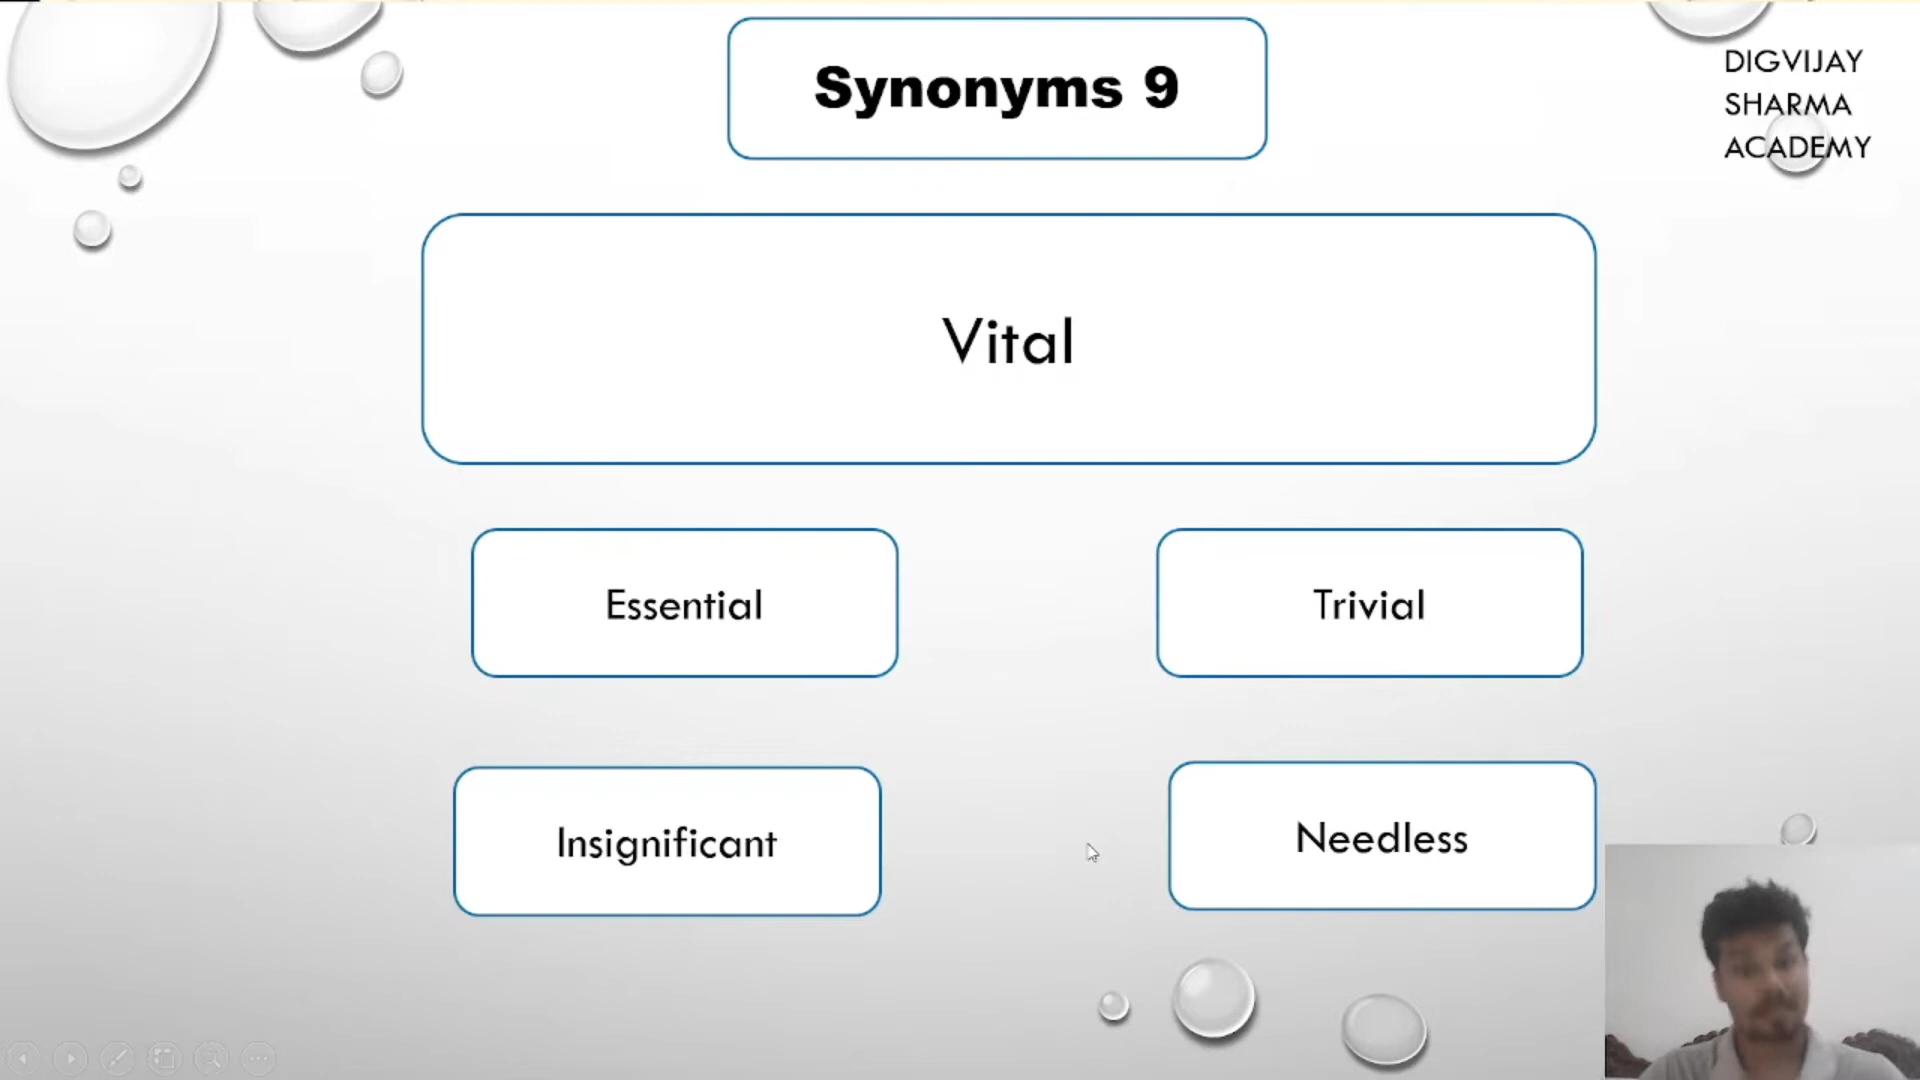 Synonyms 9
DIGVIJAY
SHARMA
ACADEMY
Vital
Essential
Trivial
Insignificant
Needless